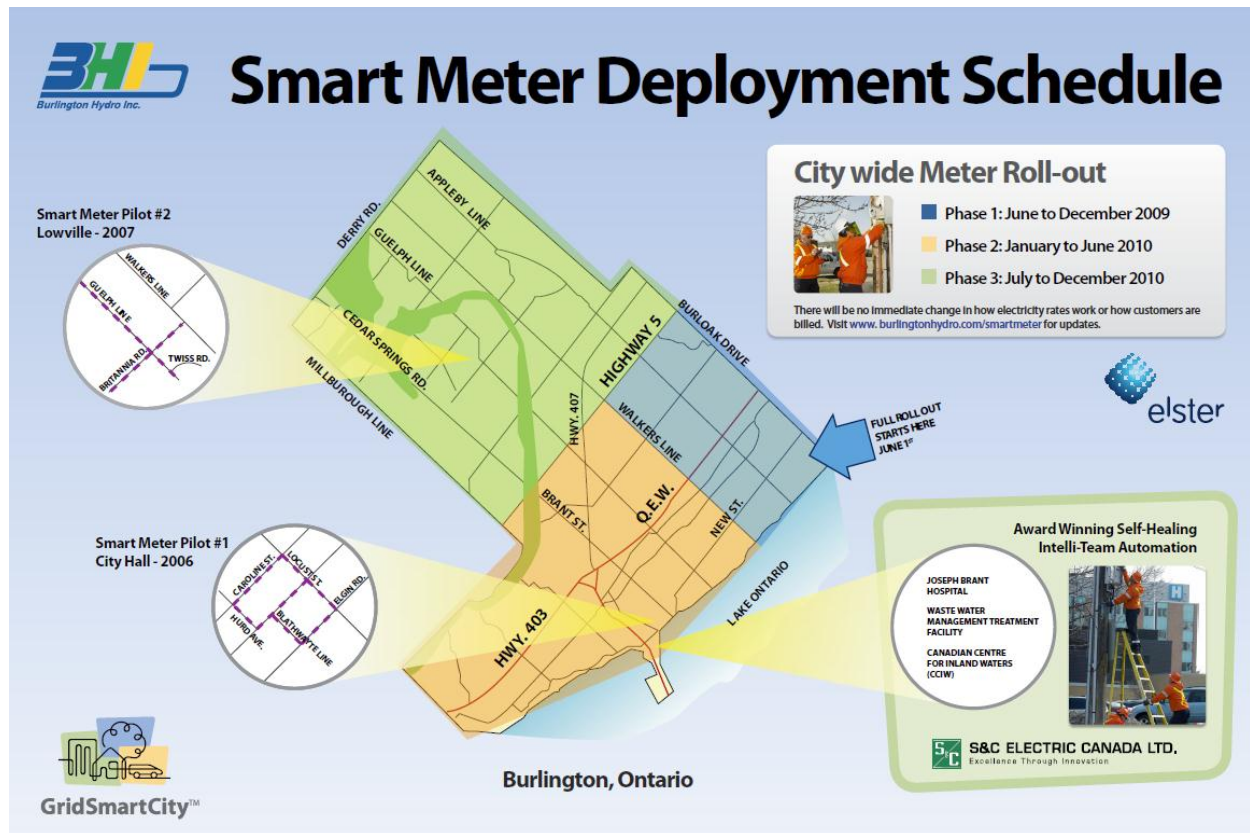 BHI
Burlington Hydro Inc.
Smart Meter Deployment Schedule
City wide Meter Roll-out
Phase 1: June to December 2009
Phase 2: January to June 2010
Phase 3: July to December 2010
There will be no immediate change in how electricity rates work or how customers are
billed. Visit www. burlingtonhydro.com/smartmeter for updates.
Smart Meter Pilot #2
Lowville - 2007
WALKERS LINE
GUELPH LINE
BRITANNIA RD.
TWISS RD.
DERRY RD.
APPLEBY LINE
GUELPH LINE
CEDAR SPRINGS RD.
MILLBOROUGH LINE
HIGHWAY 5
BURLOAK DRIVE
HWY. 407
WALKERS LINE
BRANT ST.
Q.E.W.
NEW ST.
HWY. 403
LAKE ONTARIO
FULL ROLL OUT
STARTS HERE
JUNE 1ST
elster
Smart Meter Pilot #1
City Hall - 2006
CAROLINE ST.
LOCUST ST.
ELGIN RD.
HURD AVE.
BLATHWAYTE LINE
Award Winning Self-Healing
Intelli-Team Automation
JOSEPH BRANT
HOSPITAL
WASTE WATER
MANAGEMENT TREATMENT
FACILITY
CANADIAN CENTRE
FOR INLAND WATERS
(CCIW)
H
S&C
S&C ELECTRIC CANADA LTD.
Excellence Through Innovation
GridSmartCity™
Burlington, Ontario